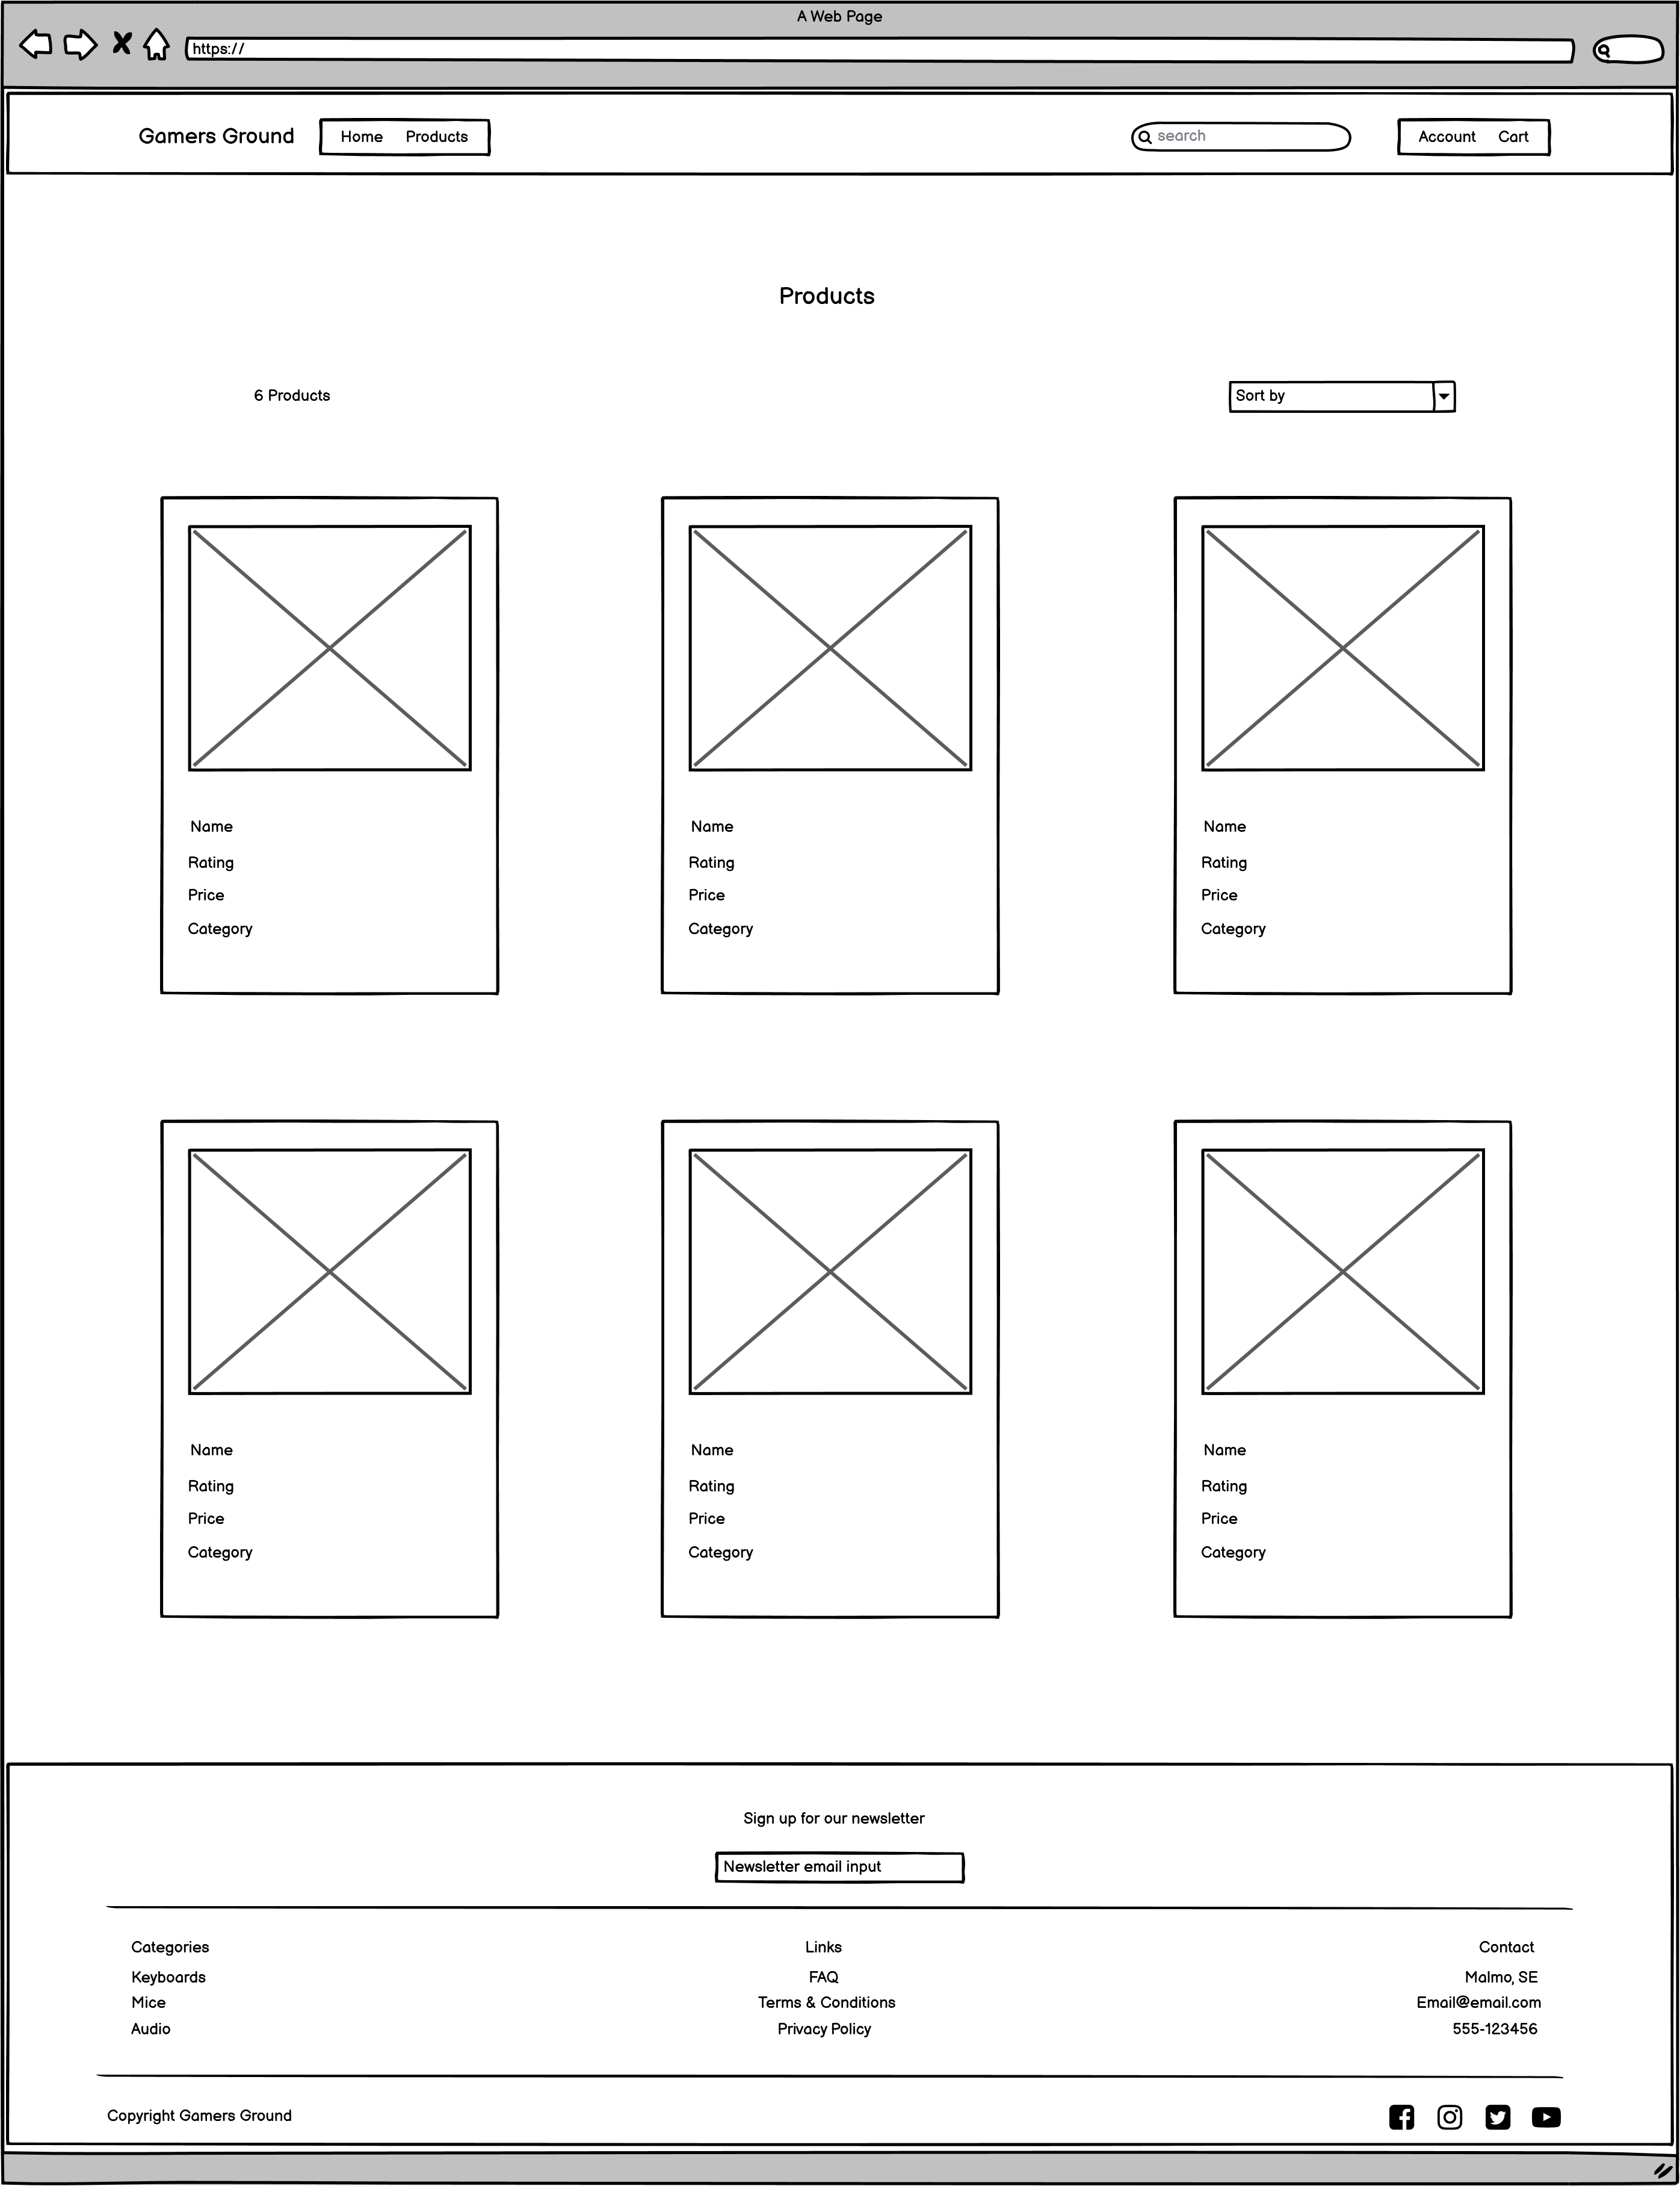 A Web Page
https://
Gamers Ground Home Products search Account Cart
Products
6 Products Sort by
Name Name Name
Rating Rating Rating
Price Price Price
Category Category Category
Name Name Name
Rating Rating Rating
Price Price Price
Category Category Category
Sign up for our newsletter
Newsletter email input
Categories Links Contact
Keyboards FAQ Malmo, SE
Mice Terms & Conditions Email@email.com
Audio Privacy Policy 555-123456
Copyright Gamers Ground